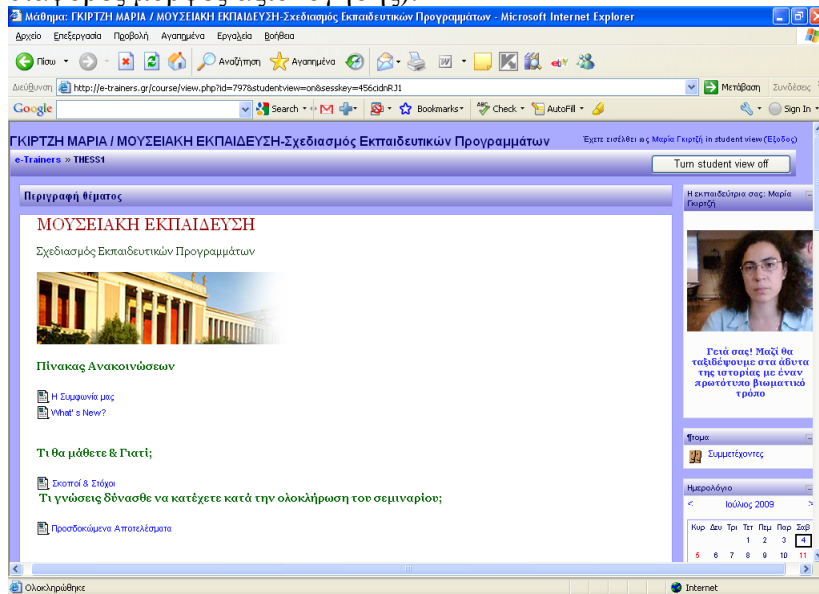 Μάθημα: ΓΚΙΡΤΖΗ ΜΑΡΙΑ / ΜΟΥΣΕΙΑΚΗ ΕΚΠΑΙΔΕΥΣΗ-Σχεδιασμός Εκπαιδευτικών Προγραμμάτων - Microsoft Internet Explorer
Αρχείο Επεξεργασία Προβολή Αγαπημένα Εργαλεία Βοήθεια
Πίσω Αναζήτηση Αγαπημένα
Διεύθυνση http://e-trainers.gr/course/view.php?id=797&studentview=on&sesskey=456cidnRJ1 Μετάβαση Συνδέσεις
Google Search Bookmarks Check AutoFill Sign In
ΓΚΙΡΤΖΗ ΜΑΡΙΑ / ΜΟΥΣΕΙΑΚΗ ΕΚΠΑΙΔΕΥΣΗ-Σχεδιασμός Εκπαιδευτικών Προγραμμάτων Έχετε εισέλθει ως Μαρία Γκιρτζή in student view (Έξοδος)
e-Trainers » THESS1 Turn student view off
Περιγραφή θέματος
ΜΟΥΣΕΙΑΚΗ ΕΚΠΑΙΔΕΥΣΗ
Σχεδιασμός Εκπαιδευτικών Προγραμμάτων
Πίνακας Ανακοινώσεων
Η Συμφωνία μας
What' s New?
Τι θα μάθετε & Γιατί;
Σκοποί & Στόχοι
Τι γνώσεις δύνασθε να κατέχετε κατά την ολοκλήρωση του σεμιναρίου;
Προσδοκώμενα Αποτελέσματα
Η εκπαιδεύτρια σας: Μαρία
Γκιρτζή
Γειά σας! Μαζί θα
ταξιδέψουμε στα άδυτα
της ιστορίας με έναν
πρωτότυπο βιωματικό
τρόπο
Άτομα
Συμμετέχοντες
Ημερολόγιο
< Ιούλιος 2009 >
Κυρ Δευ Τρι Τετ Πεμ Παρ Σαβ
1 2 3 4
5 6 7 8 9 10 11
Ολοκληρώθηκε Internet